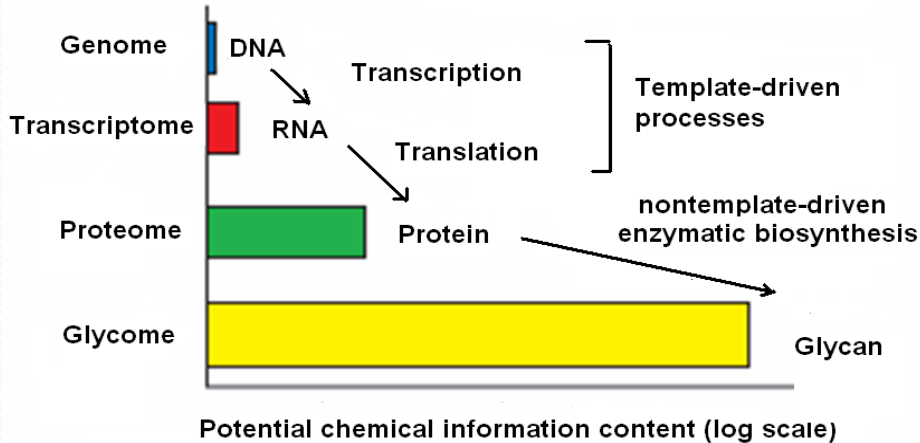 Genome
DNA
Transcription
Template-driven
processes
Transcriptome
RNA
Translation
Proteome
Protein
nontemplate-driven
enzymatic biosynthesis
Glycome
Glycan
Potential chemical information content (log scale)